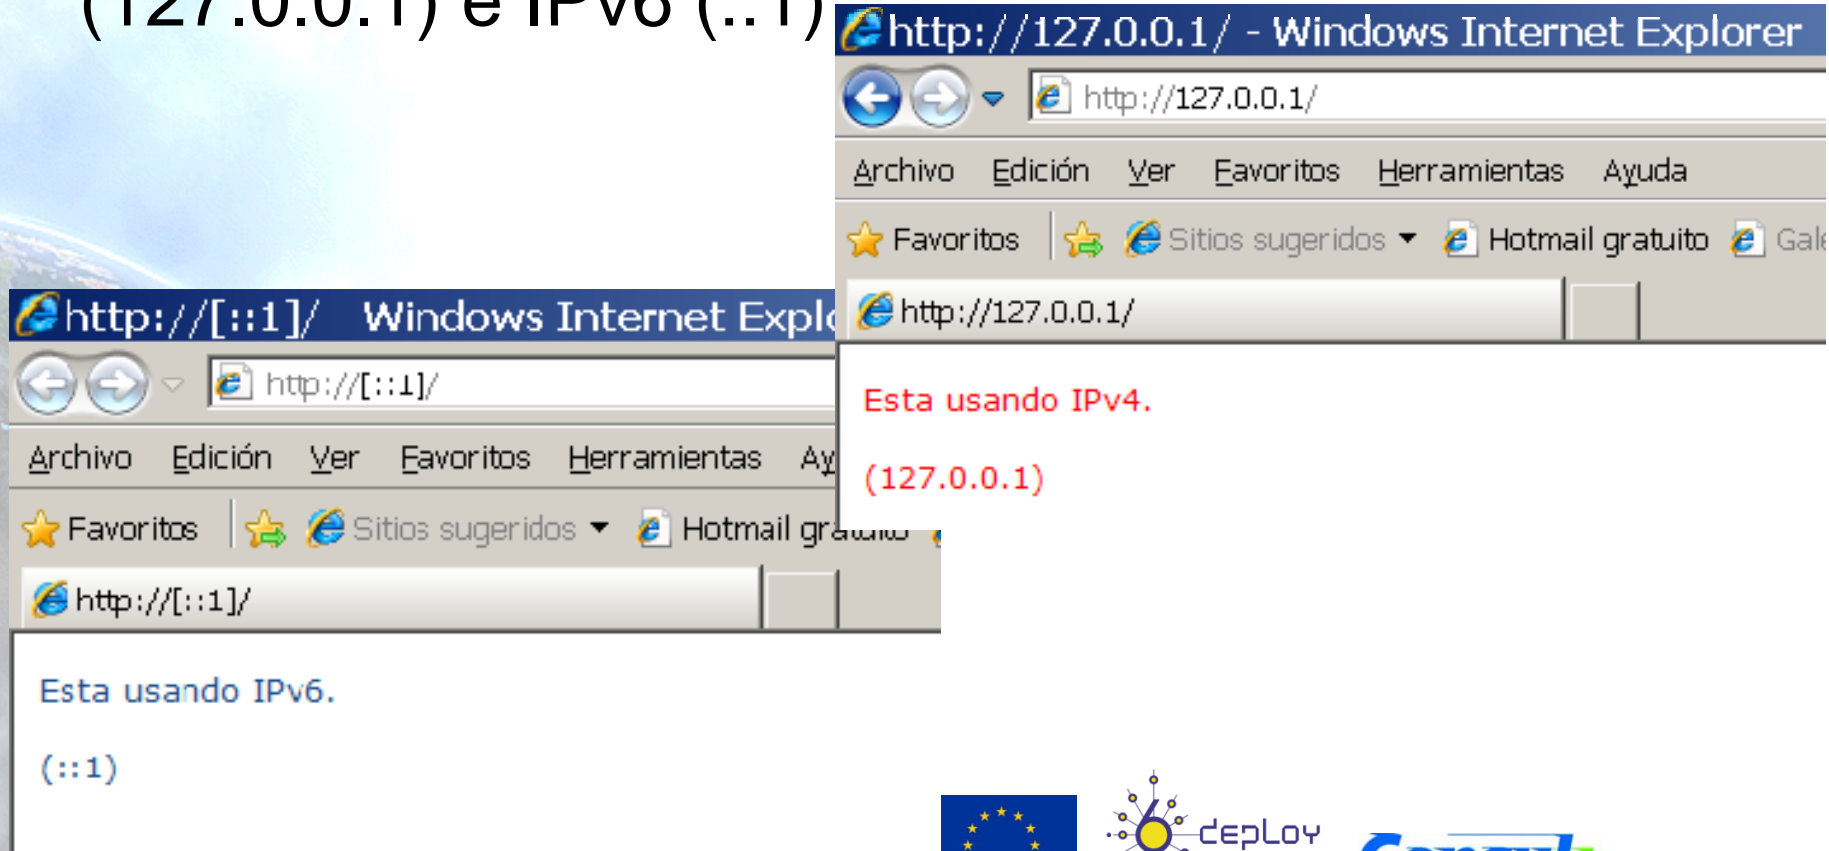 (127.0.0.1) e IPv6 (::1)
http://127.0.0.1/ - Windows Internet Explorer
http://127.0.0.1/
Archivo Edición Ver Favoritos Herramientas Ayuda
Favoritos Sitios sugeridos Hotmail gratuito
http://127.0.0.1/
Esta usando IPv4.
(127.0.0.1)
http://[::1]/ Windows Internet
http://[::1]/
Archivo Edición Ver Favoritos Herramientas
Favoritos Sitios sugeridos Hotmail gratuito
http://[::1]/
Esta usando IPv6.
(::1)
6deploy